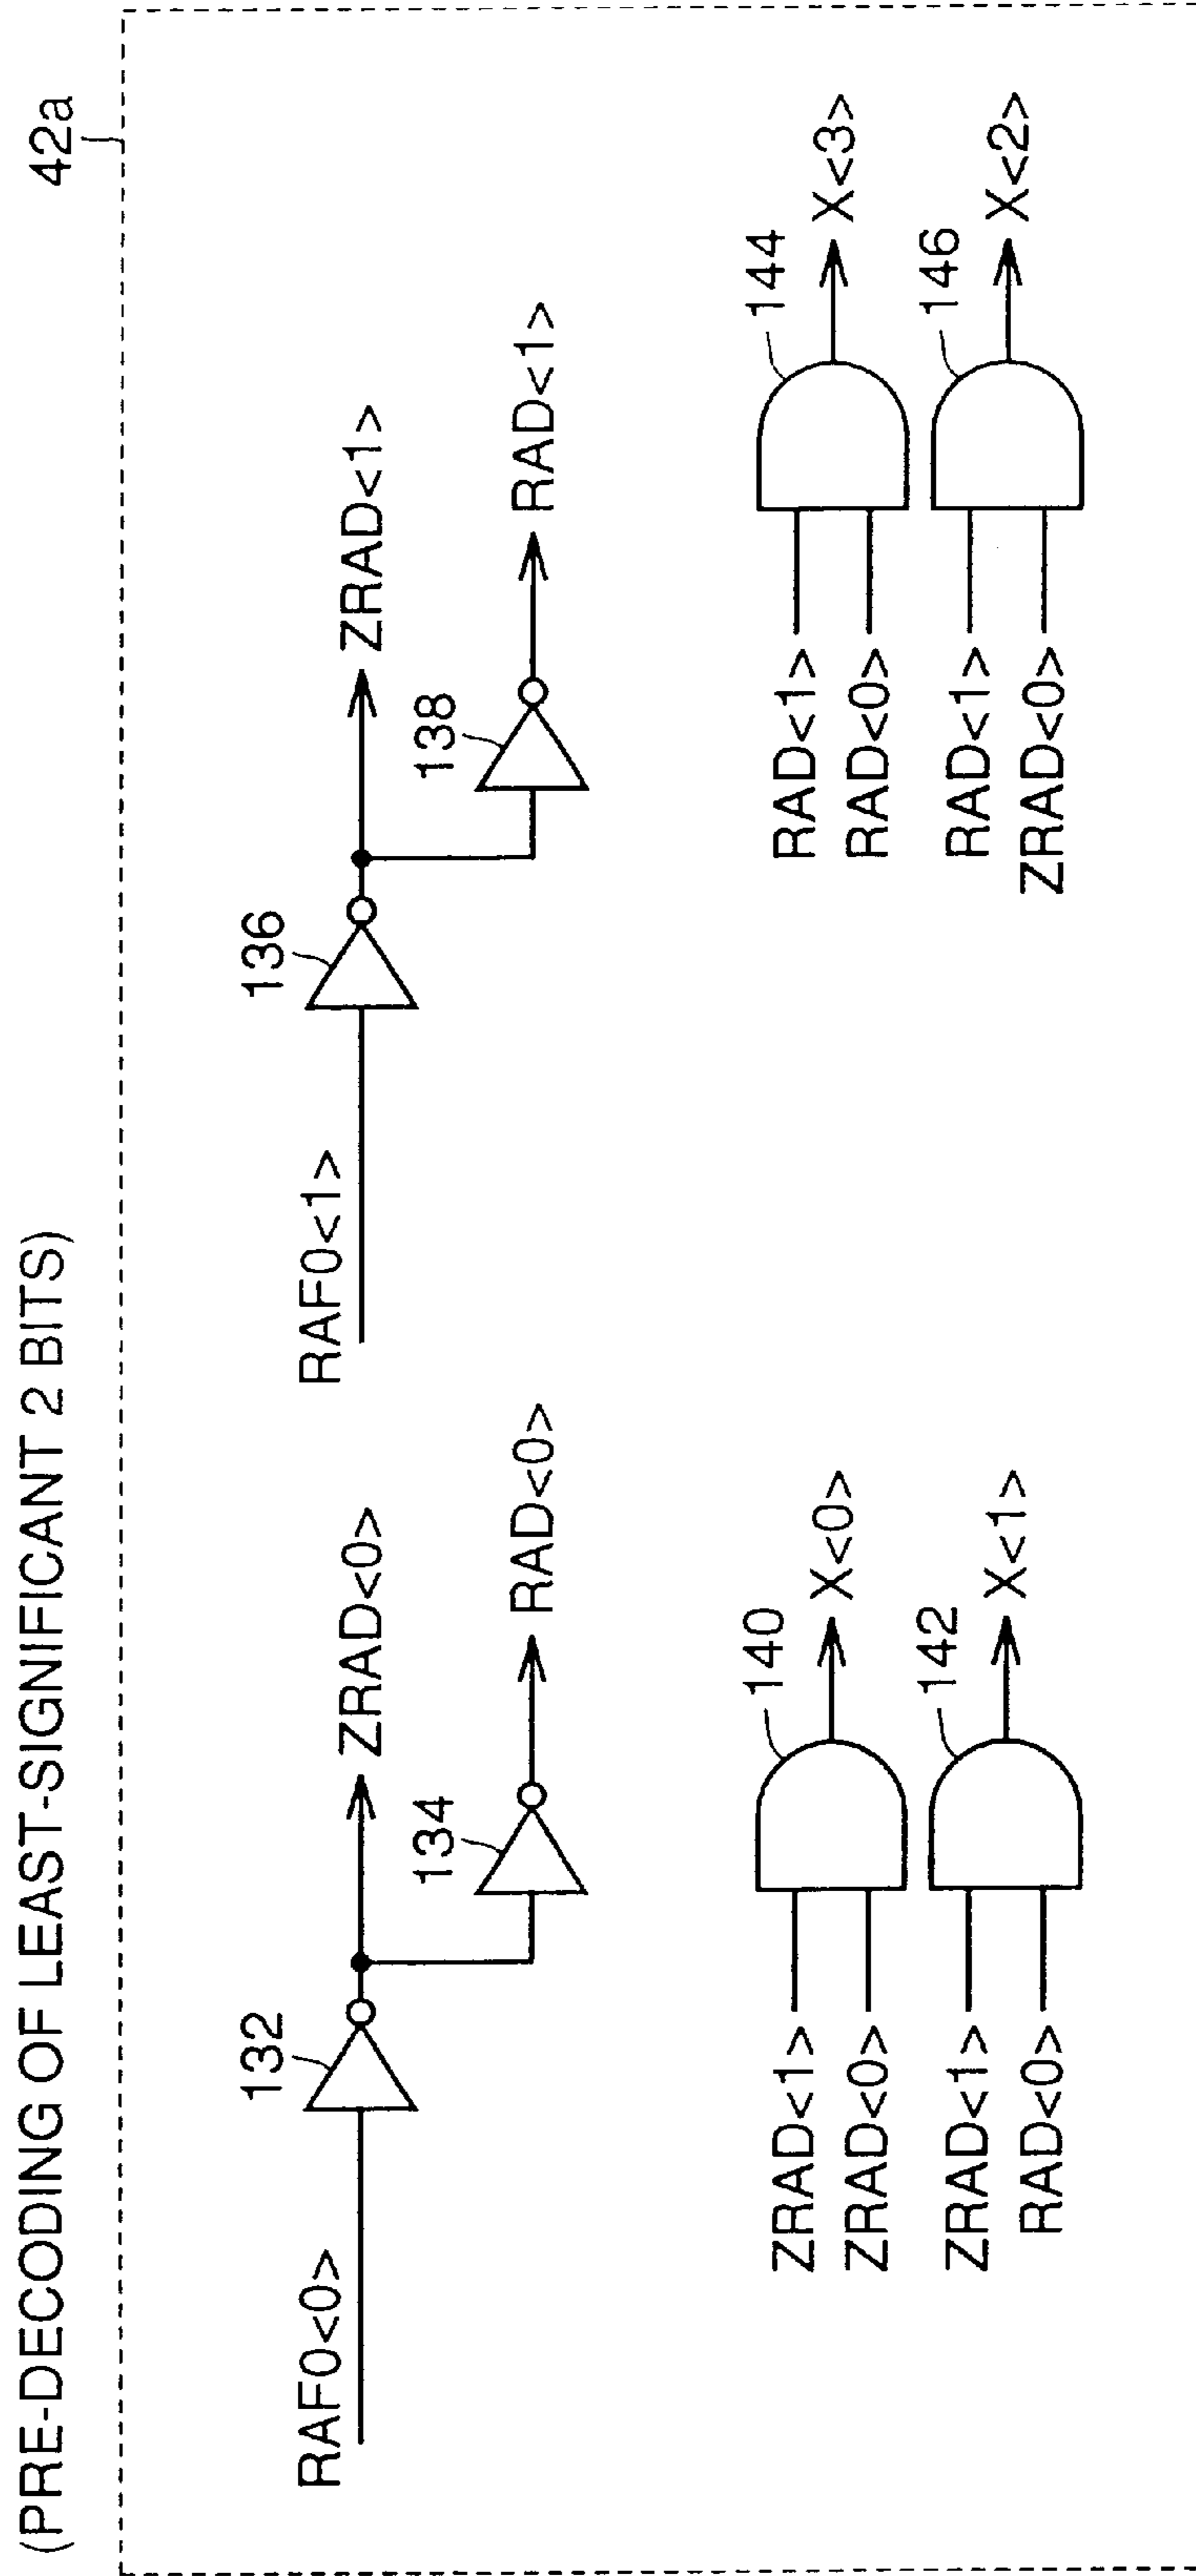 (PRE-DECODING OF LEAST-SIGNIFICANT 2 BITS)
42a
RAF0<0>
132
ZRAD<0>
134
RAD<0>
RAF0<1>
136
ZRAD<1>
138
RAD<1>
ZRAD<1>
ZRAD<0>
140
X<0>
ZRAD<1>
RAD<0>
142
X<1>
RAD<1>
RAD<0>
144
X<3>
RAD<1>
ZRAD<0>
146
X<2>